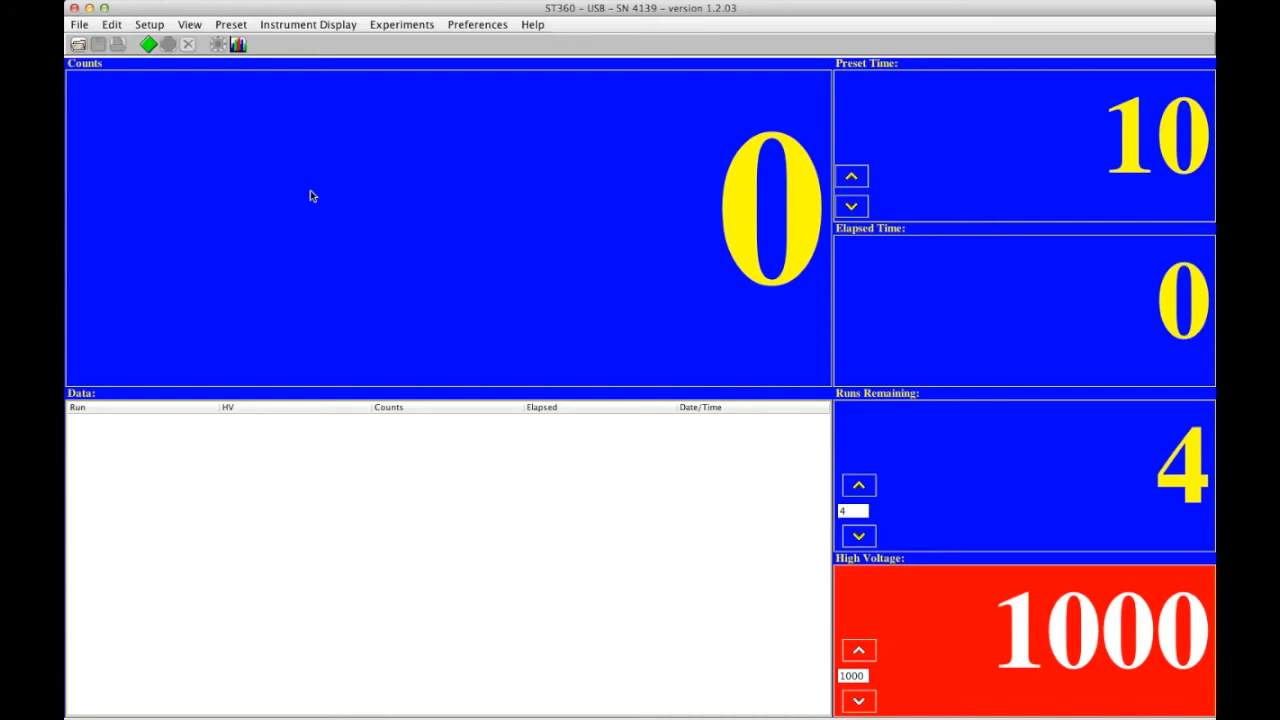 ST360 - USB - SN 4139 - version 1.2.03
File Edit Setup View Preset Instrument Display Experiments Preferences Help
Counts
0
Preset Time:
10
Elapsed Time:
0
Data:
Run HV Counts Elapsed Date/Time
Runs Remaining:
4
4
High Voltage:
1000
1000